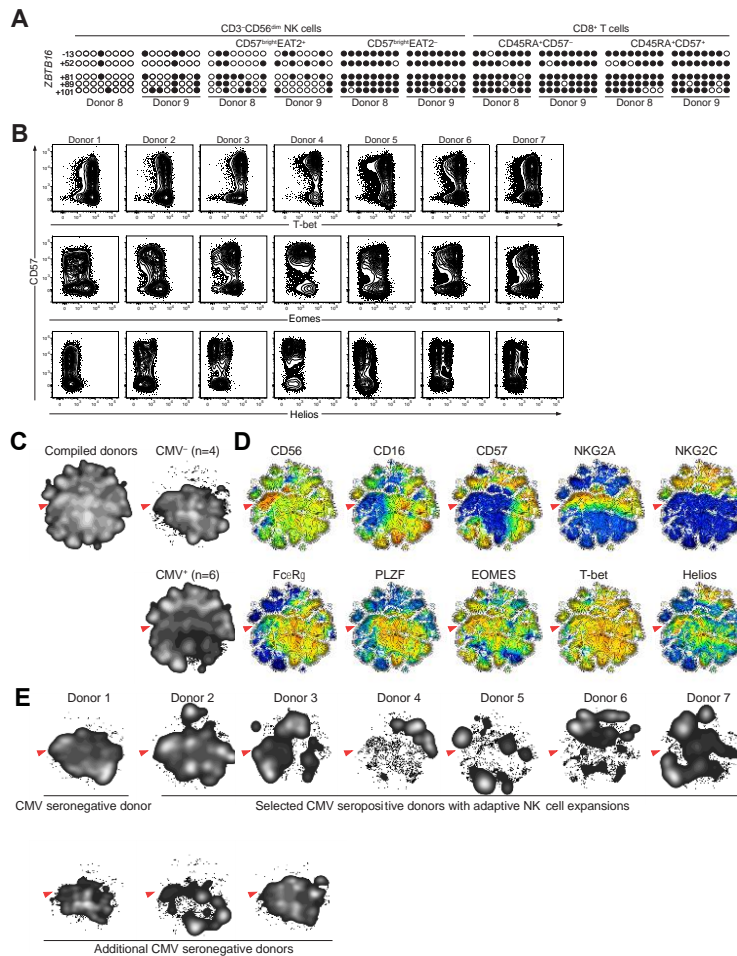 A
CD3⁻CD56ᵈⁱᵐ NK cells
CD8⁺ T cells
CD57ᵇʳⁱᵍʰᵗEAT2⁺
CD57ᵇʳⁱᵍʰᵗEAT2⁻
CD45RA⁺CD57⁻
CD45RA⁺CD57⁺
ZBTB16
-13
+52
+81
+89
+101
Donor 8 Donor 9 Donor 8 Donor 9 Donor 8 Donor 9 Donor 8 Donor 9 Donor 8 Donor 9
B
Donor 1 Donor 2 Donor 3 Donor 4 Donor 5 Donor 6 Donor 7
CD57
T-bet
Eomes
Helios
C
Compiled donors CMV⁻ (n=4)
CMV⁺ (n=6)
D
CD56 CD16 CD57 NKG2A NKG2C
FceRg PLZF EOMES T-bet Helios
E
Donor 1 Donor 2 Donor 3 Donor 4 Donor 5 Donor 6 Donor 7
CMV seronegative donor
Selected CMV seropositive donors with adaptive NK cell expansions
Additional CMV seronegative donors